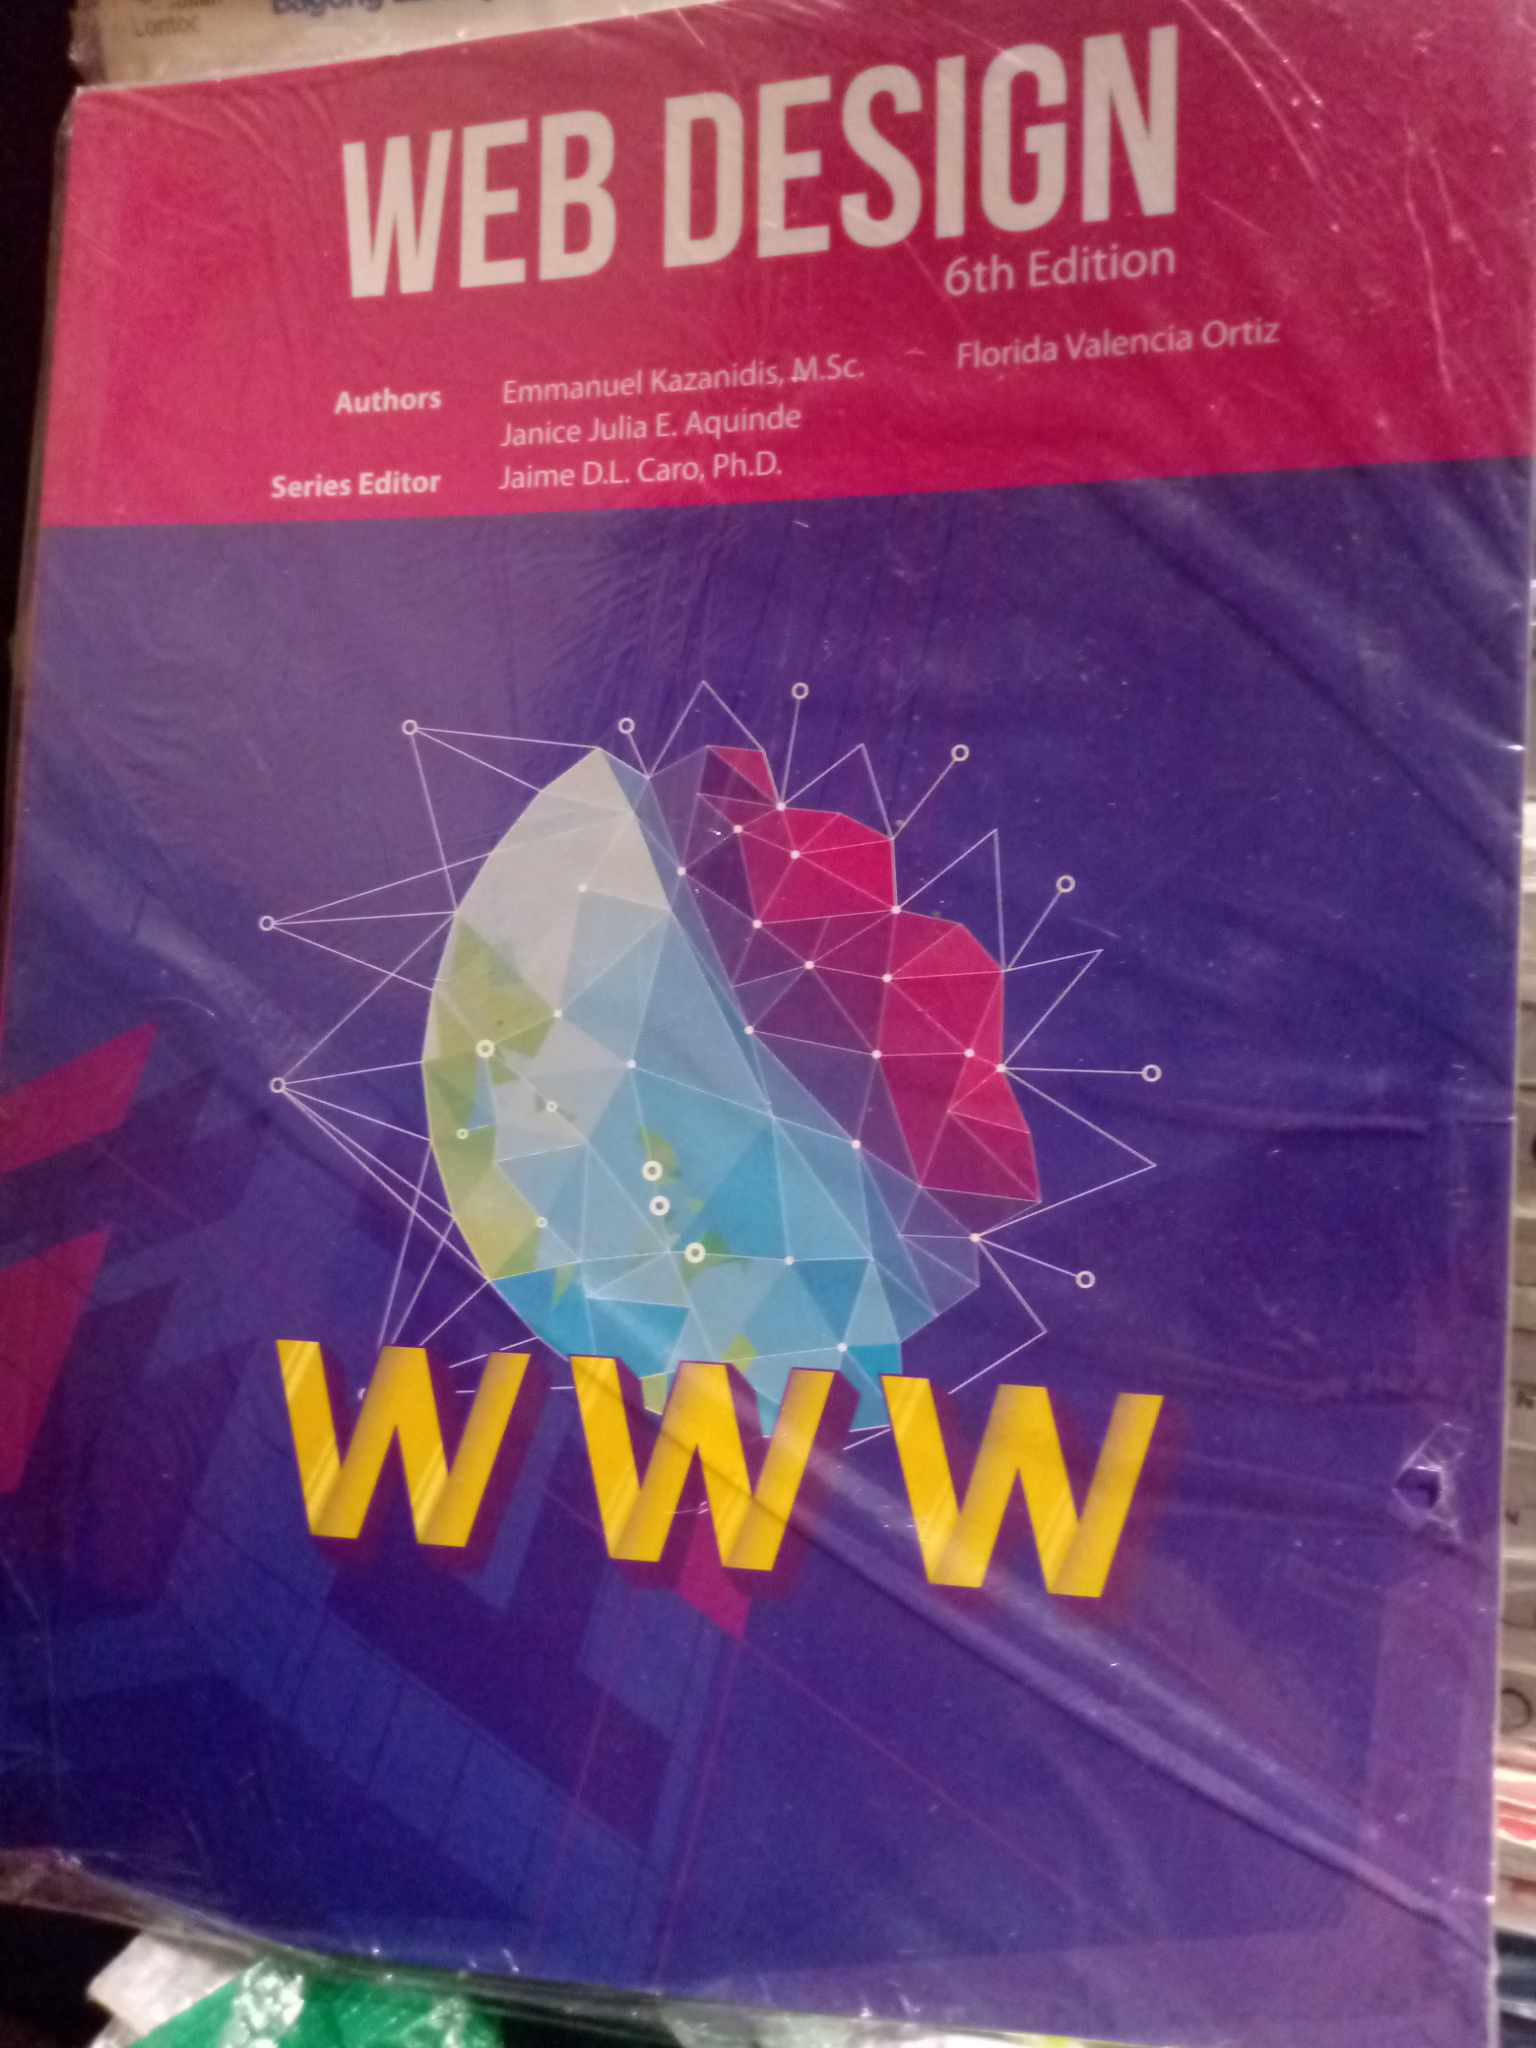 Lontoc
WEB DESIGN
6th Edition
Authors Emmanuel Kazanidis, M.Sc. Florida Valencia Ortiz
Janice Julia E. Aquinde
Series Editor Jaime D.L. Caro, Ph.D.
WWW